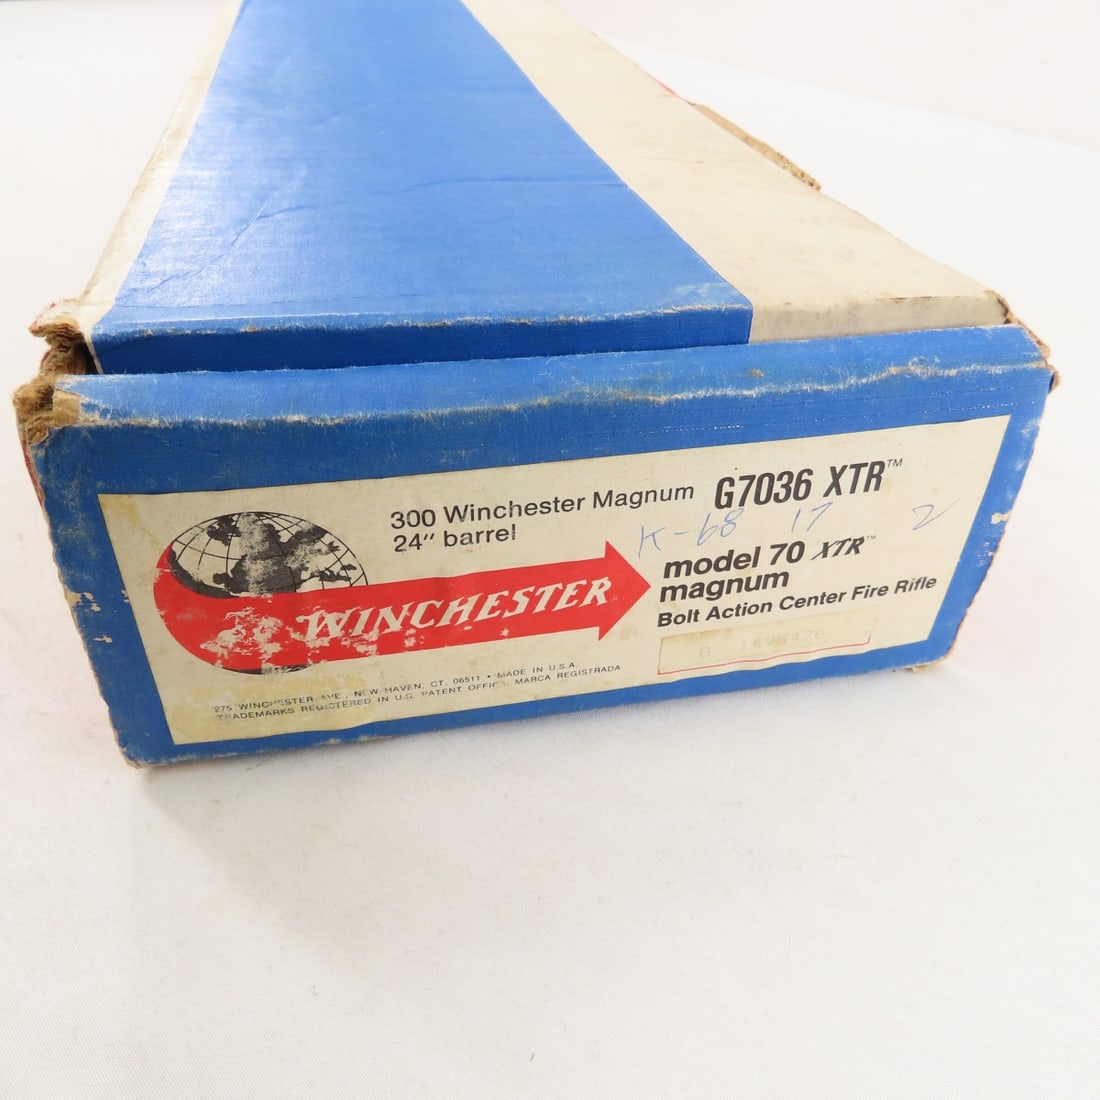 300 Winchester Magnum G7036 XTR™
24" barrel
K-68 17 2
WINCHESTER
model 70 XTR™
magnum
Bolt Action Center Fire Rifle
G
275 WINCHESTER AVE., NEW HAVEN, CT. 06511 • MADE IN U.S.A.
TRADEMARKS REGISTERED IN U.S. PATENT OFFIC. MARCA REGISTRADA